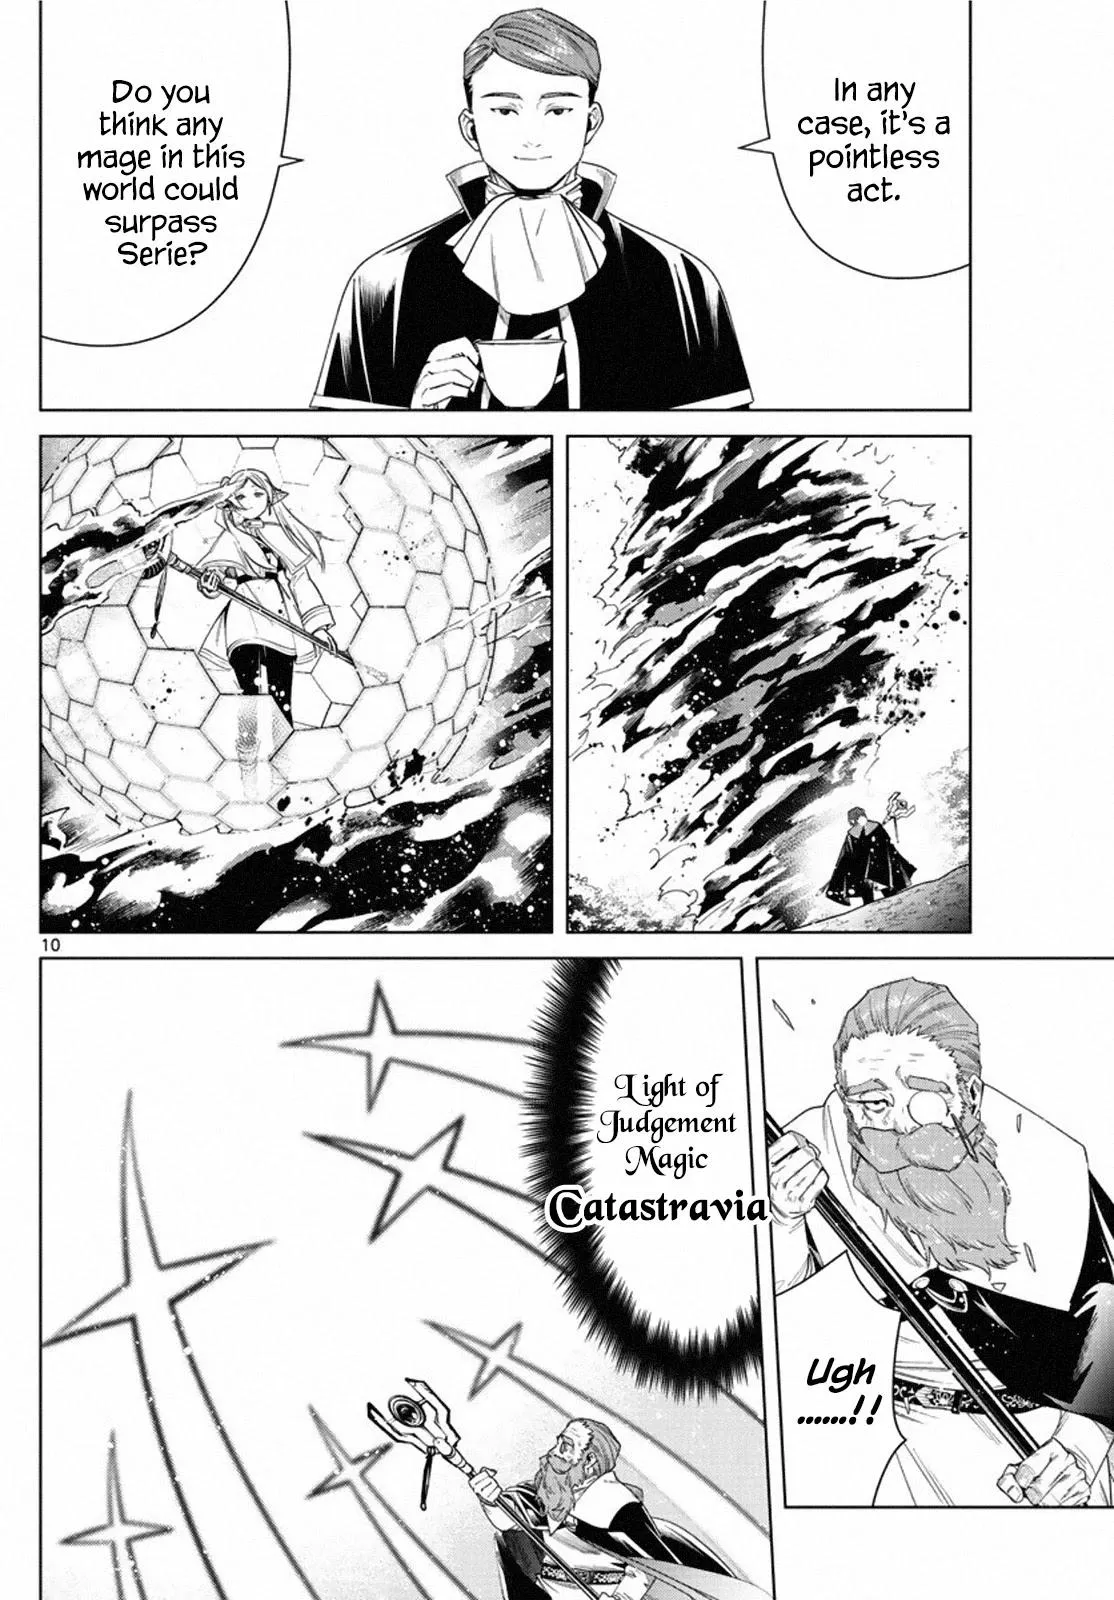 In any
case, it's a
pointless
act.
Do you
think any
mage in this
world could
surpass
Serie?
10
Ugh
......!!
Light of
Judgement
Magic
Catastravia